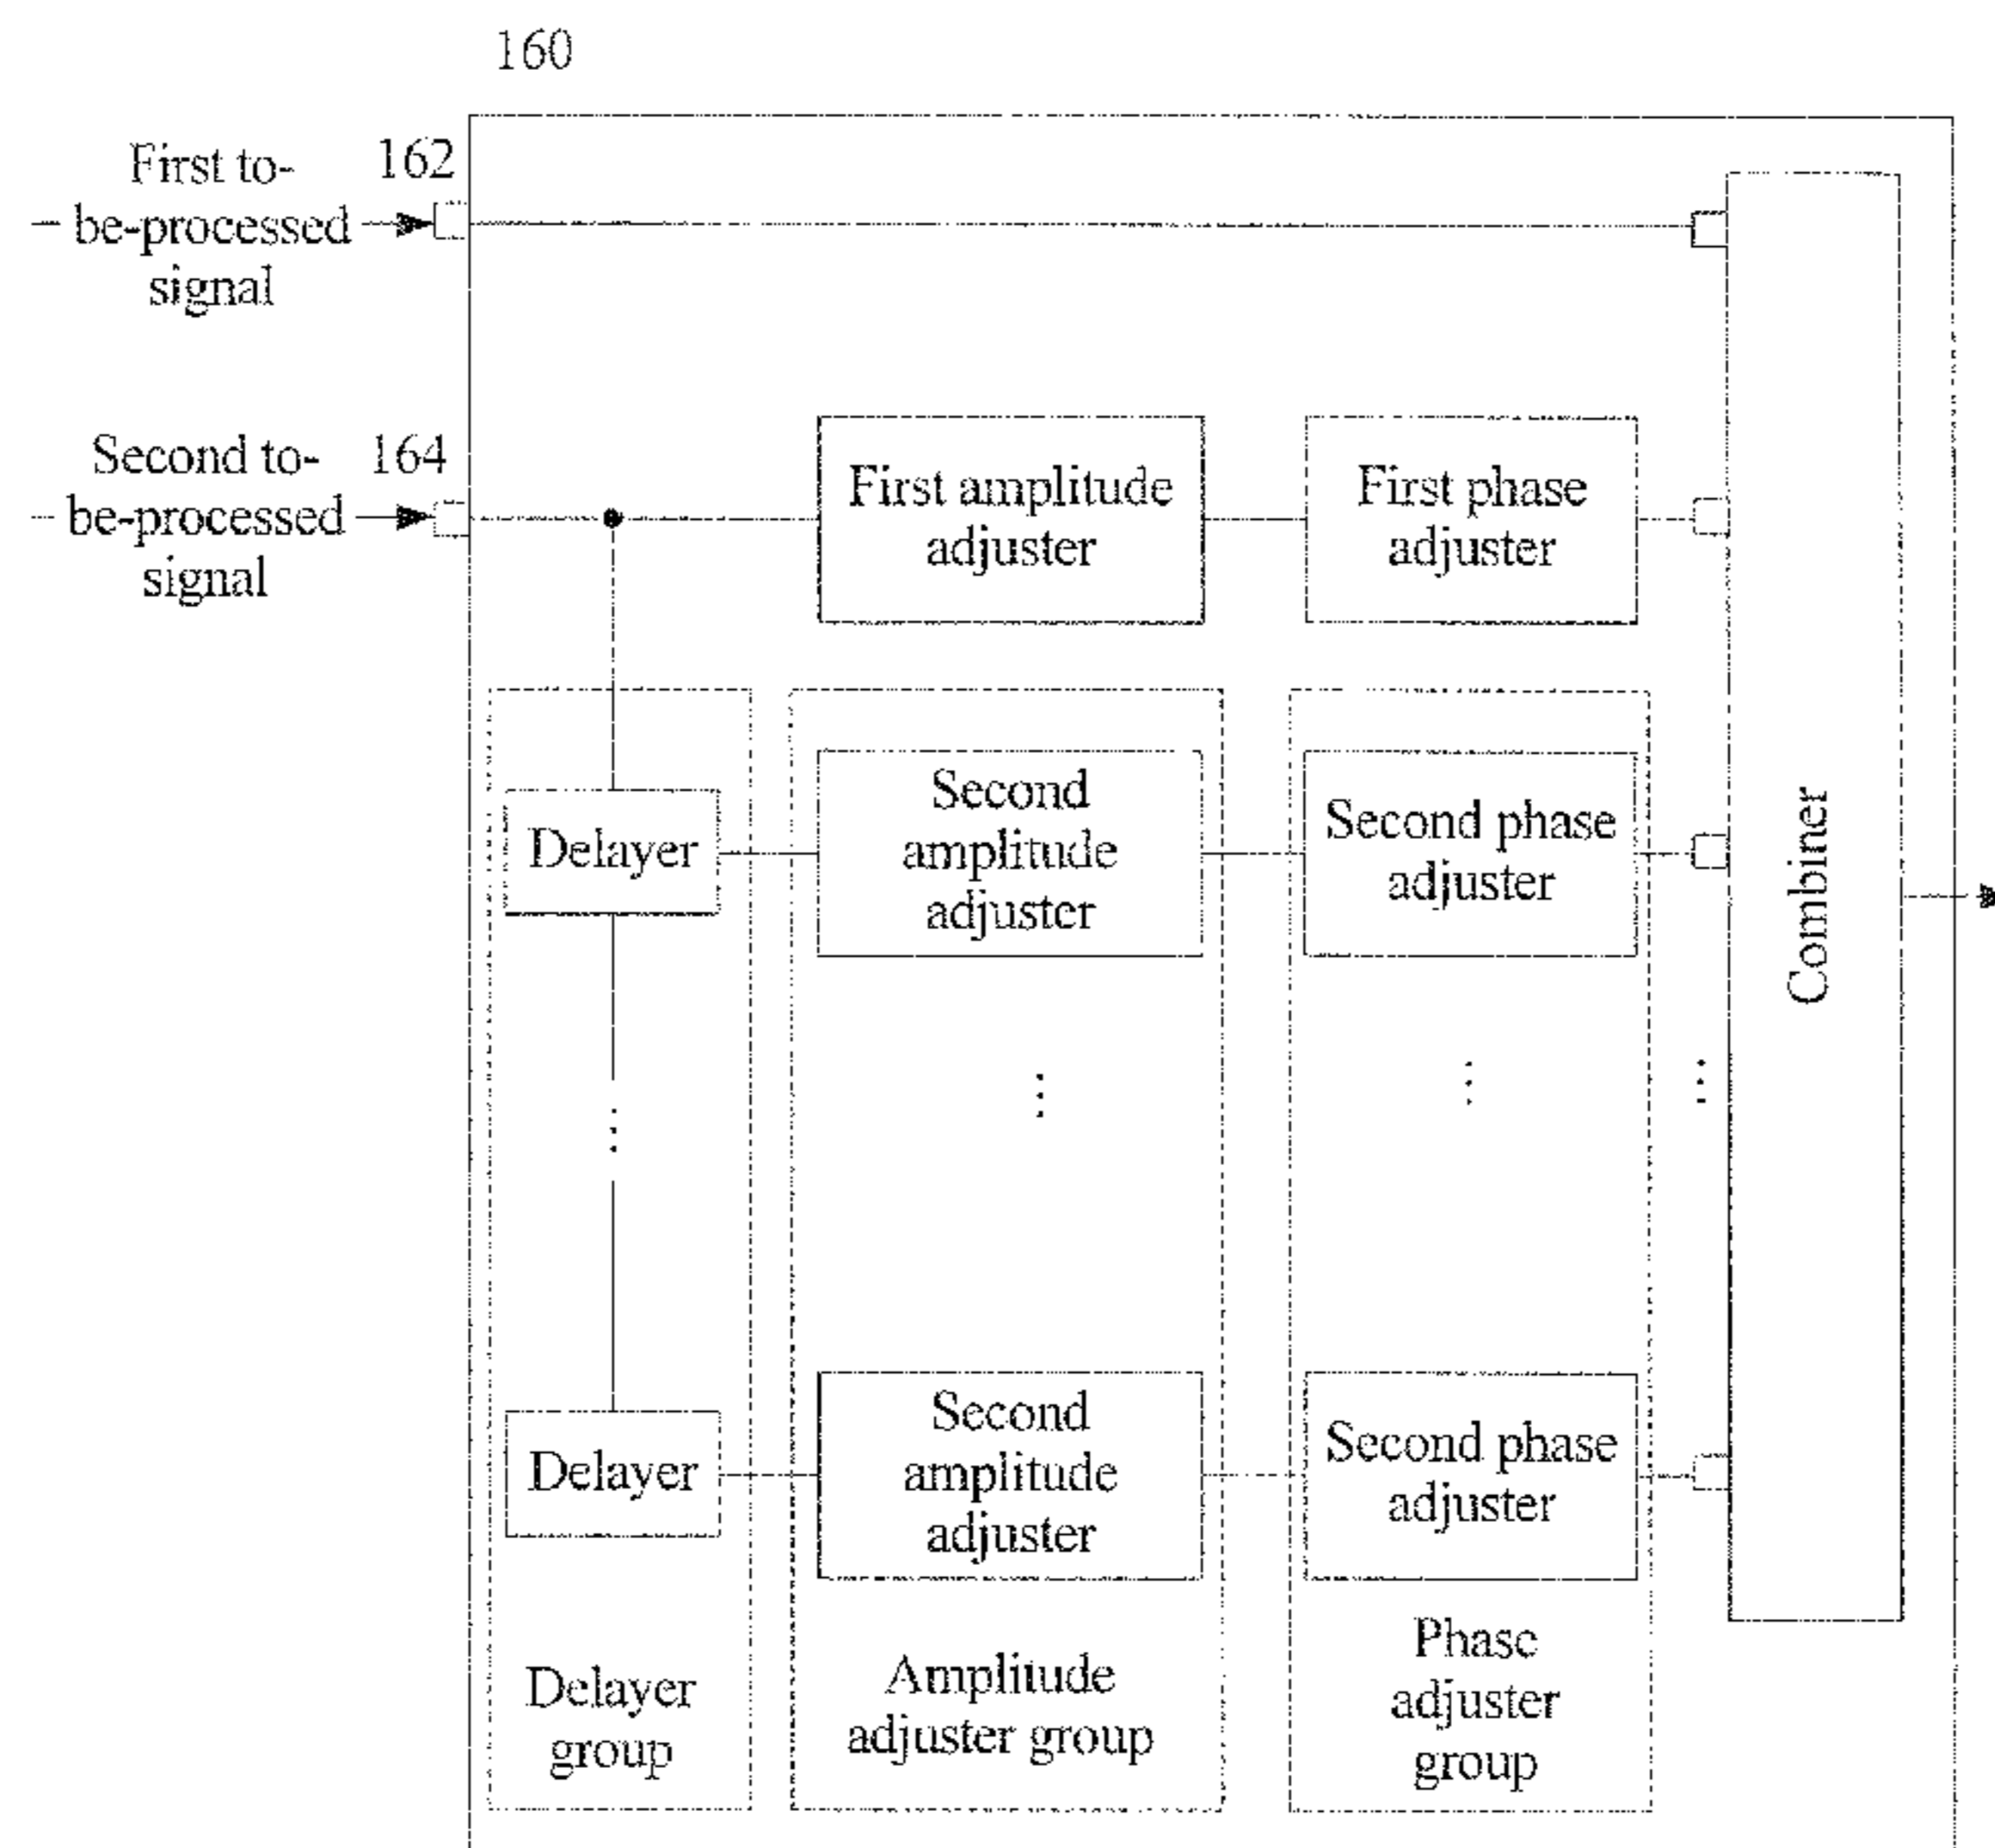 160
First to-
be-processed
signal
162
Second to-
be-processed
signal
164
First amplitude
adjuster
First phase
adjuster
Delayer
Second
amplitude
adjuster
Second phase
adjuster
Combiner
Delayer
Second
amplitude
adjuster
Second phase
adjuster
Delayer
group
Amplitude
adjuster group
Phase
adjuster
group